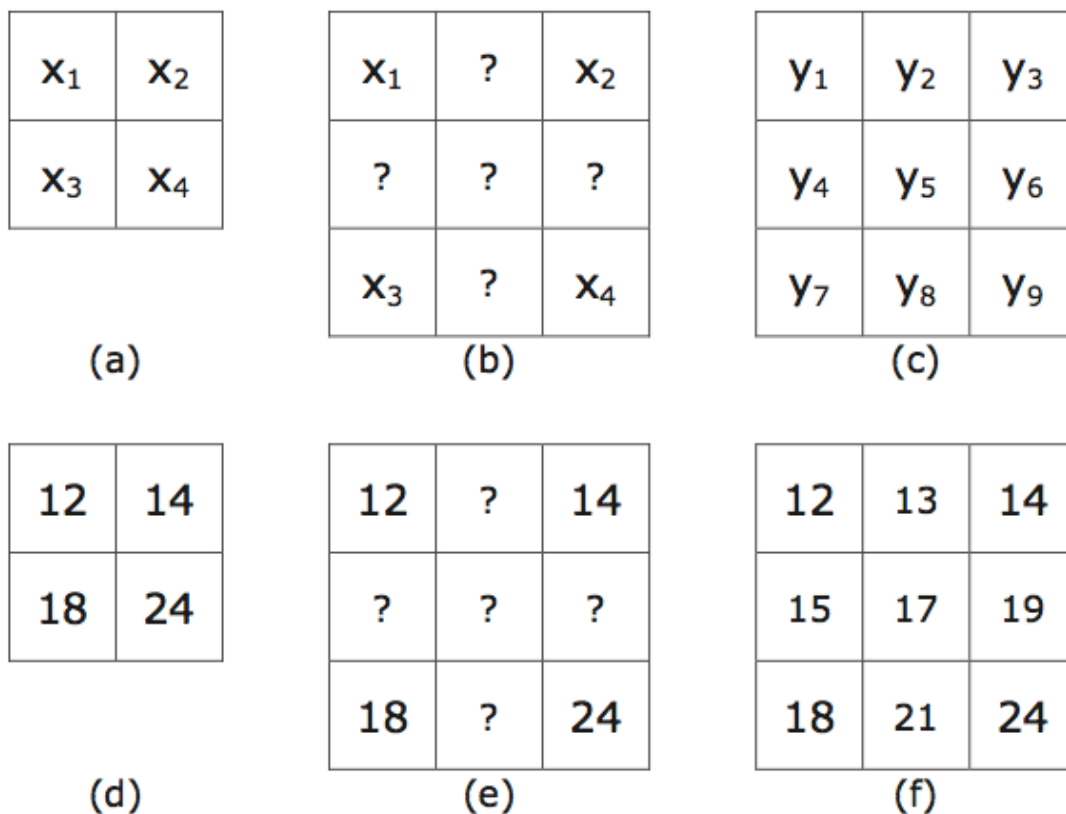 x₁ x₂ x₁ ? x₂ y₁ y₂ y₃
x₃ x₄ ? ? ? y₄ y₅ y₆
x₃ ? x₄ y₇ y₈ y₉
(a) (b) (c)
12 14 12 ? 14 12 13 14
18 24 ? ? ? 15 17 19
18 ? 24 18 21 24
(d) (e) (f)